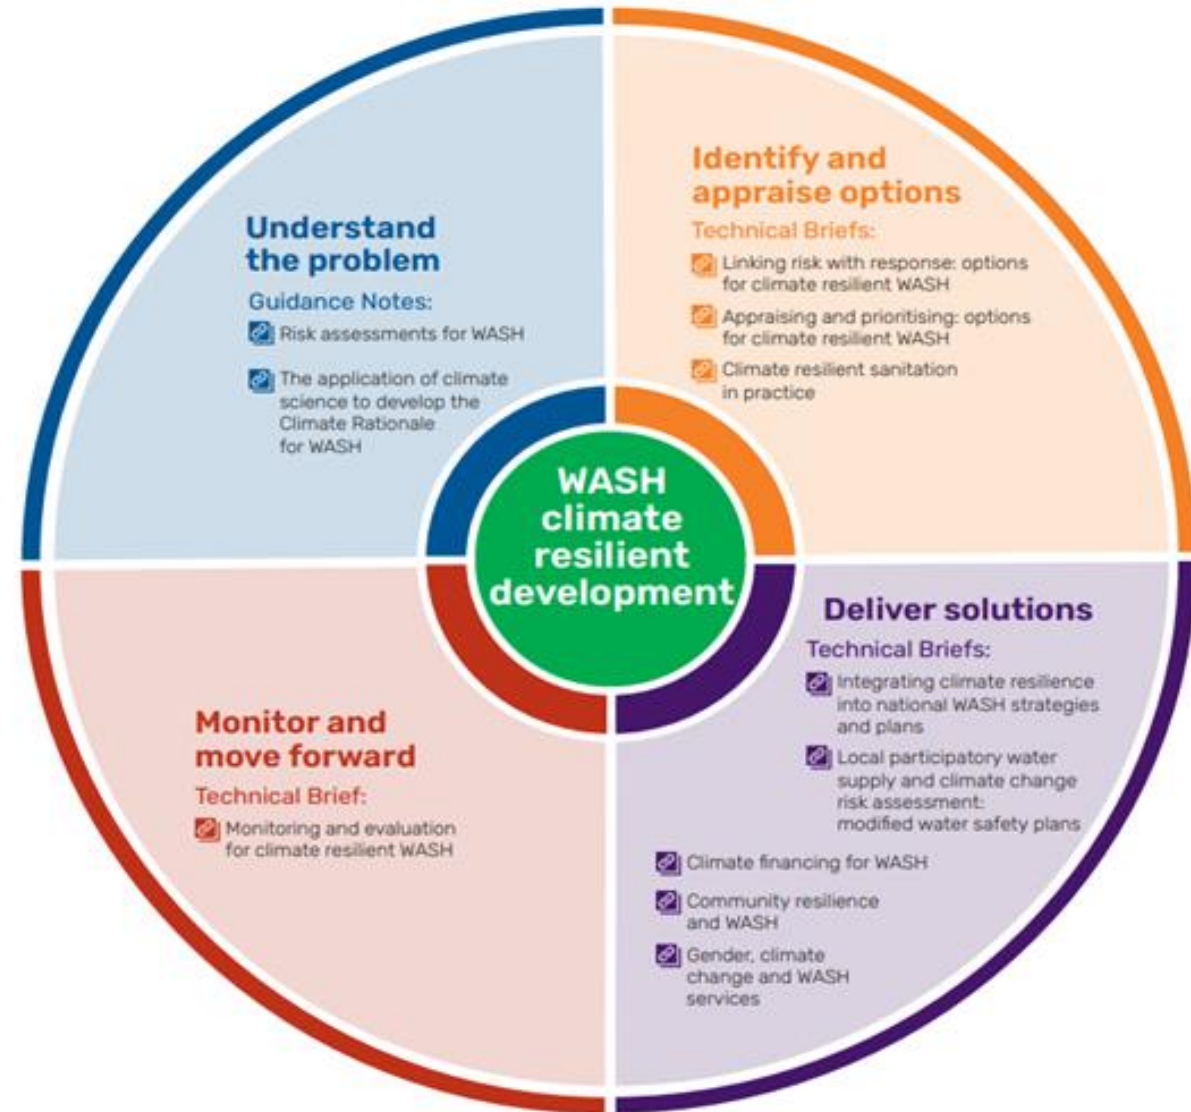 Understand
the problem
Guidance Notes:
Risk assessments for WASH
The application of climate
science to develop the
Climate Rationale
for WASH
Identify and
appraise options
Technical Briefs:
Linking risk with response: options
for climate resilient WASH
Appraising and prioritising: options
for climate resilient WASH
Climate resilient sanitation
in practice
WASH
climate
resilient
development
Deliver solutions
Technical Briefs:
Integrating climate resilience
into national WASH strategies
and plans
Local participatory water
supply and climate change
risk assessment:
modified water safety plans
Climate financing for WASH
Community resilience
and WASH
Gender, climate
change and WASH
services
Monitor and
move forward
Technical Brief:
Monitoring and evaluation
for climate resilient WASH